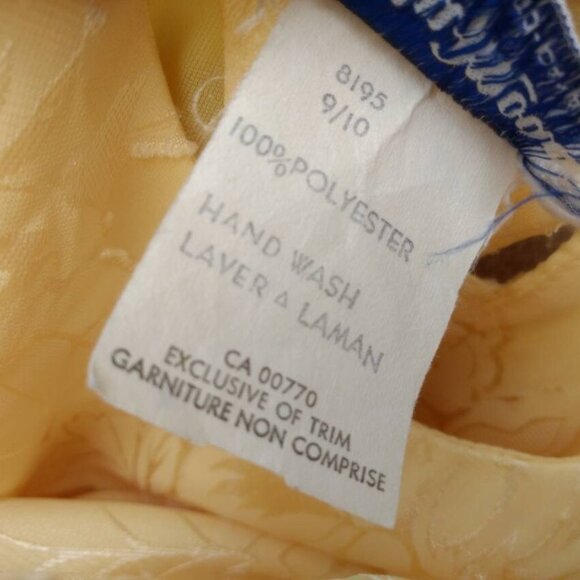 8195
9/10
100% POLYESTER
HAND WASH
LAVER A LAMAN
CA 00770
EXCLUSIVE OF TRIM
GARNITURE NON COMPRISE